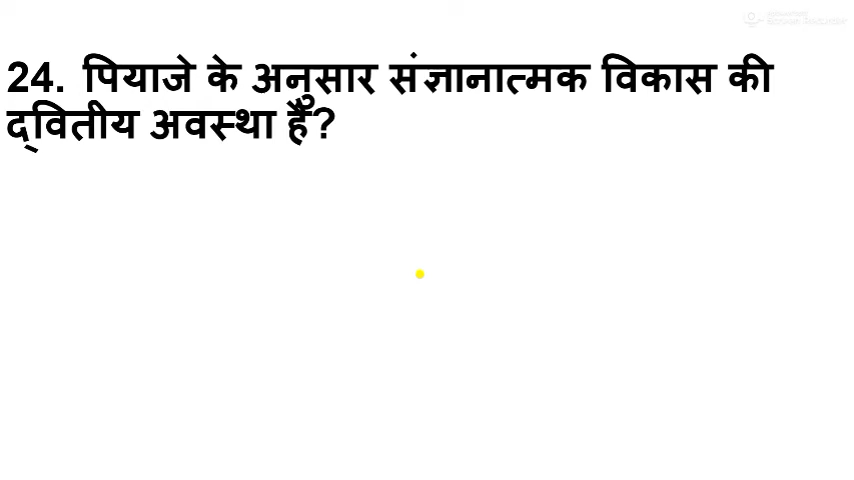 24. पियाजे के अनुसार संज्ञानात्मक विकास की
द्वितीय अवस्था है?